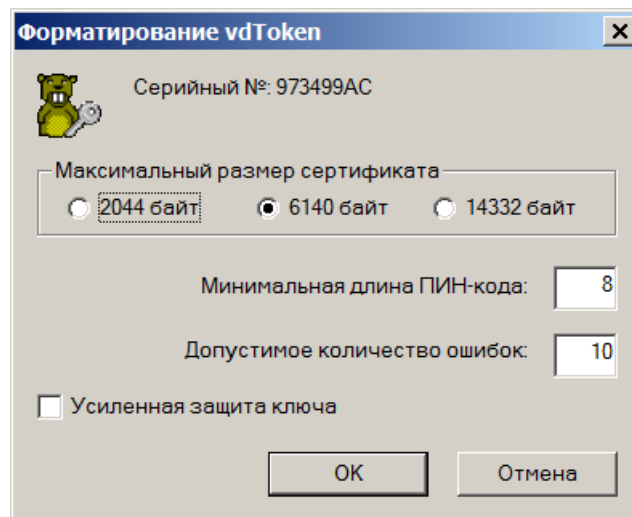 Форматирование vdToken
Серийный №: 973499AC
Максимальный размер сертификата
2044 байт 6140 байт 14332 байт
Минимальная длина ПИН-кода: 8
Допустимое количество ошибок: 10
Усиленная защита ключа
OK Отмена